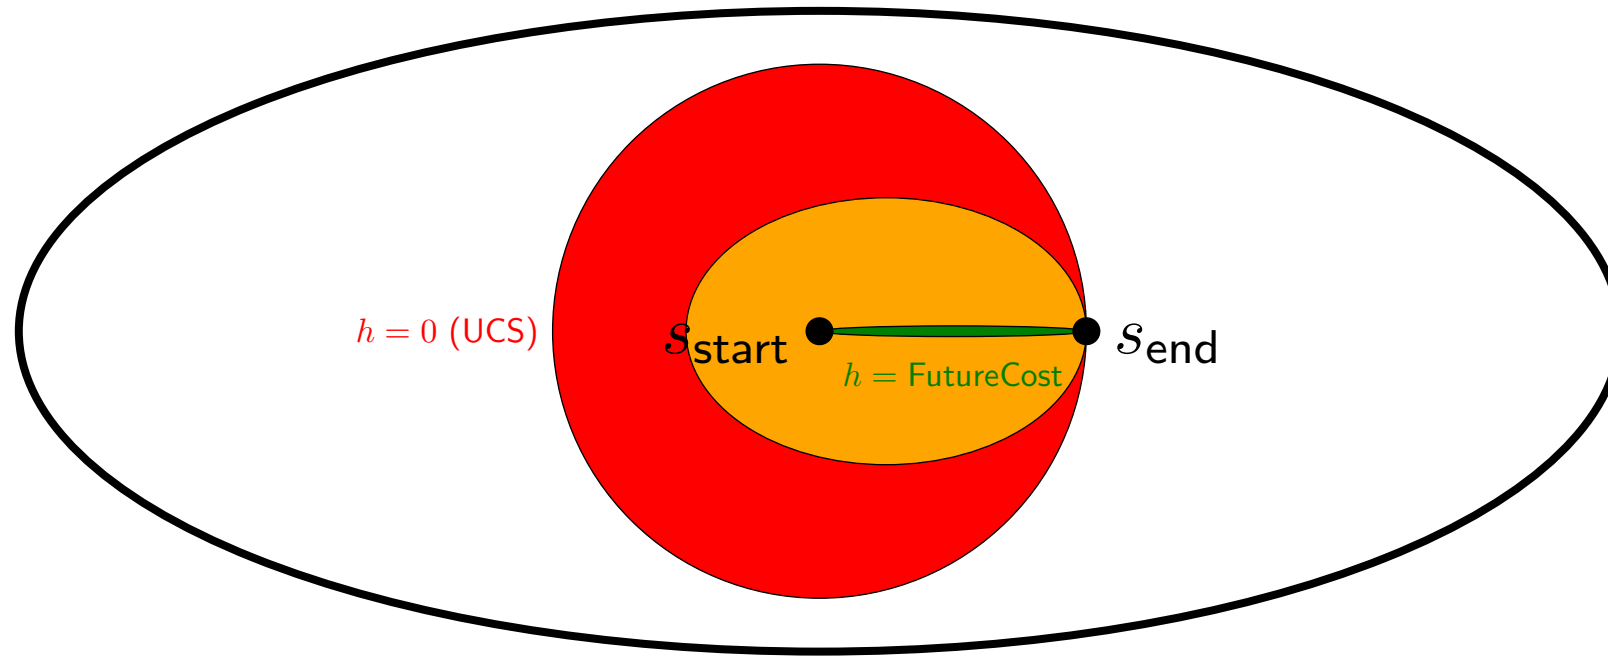 h = 0 (UCS)
s_start
s_end
h = FutureCost